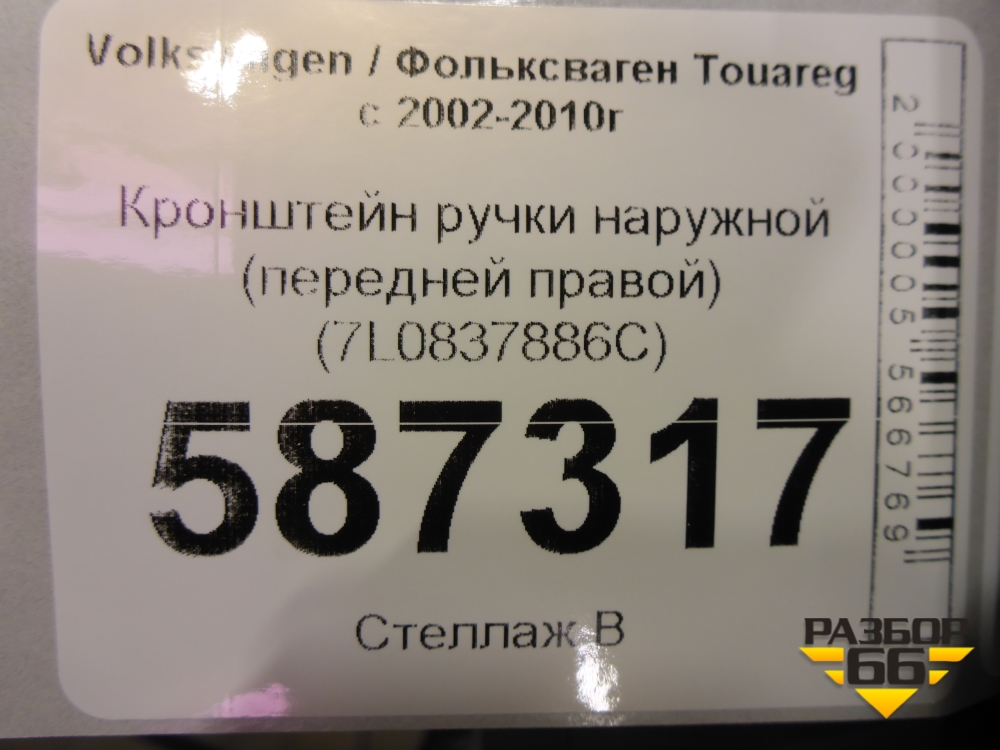 Volkswagen / Фольксваген Touareg
с 2002-2010г
Кронштейн ручки наружной
(передней правой)
(7L0837886C)
587317
Стеллаж В
2000005566769
РАЗБОР
66